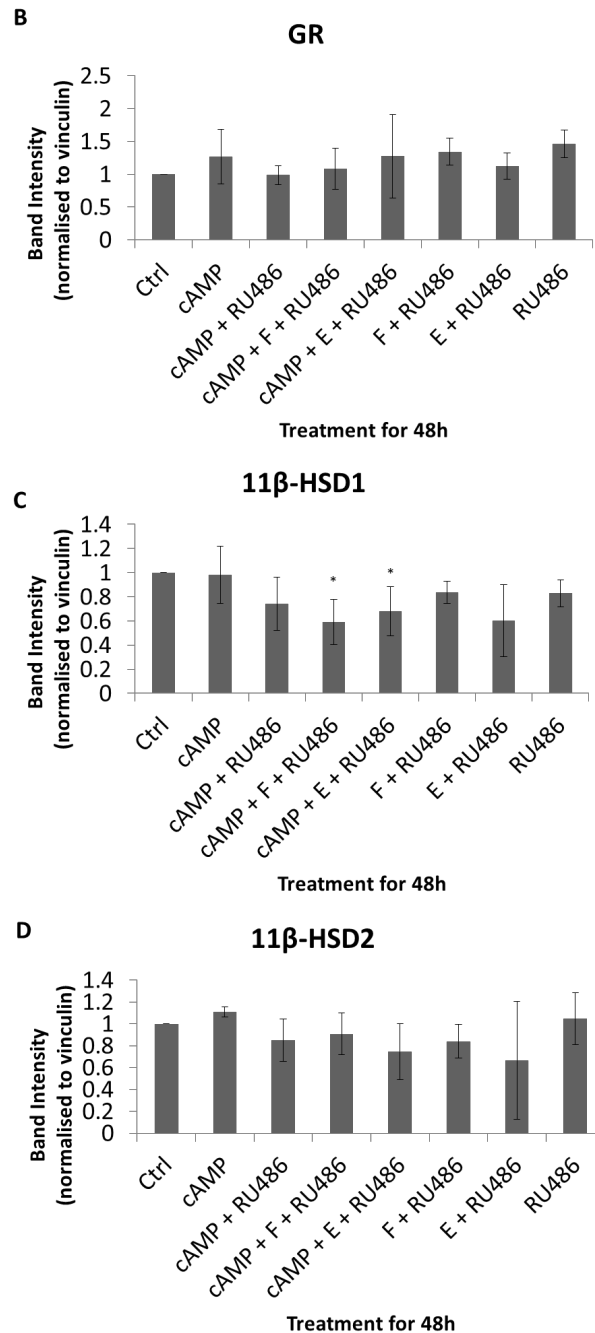 B
GR
Band Intensity
(normalised to vinculin)
2.5
2
1.5
1
0.5
0
Ctrl
cAMP
cAMP + RU486
cAMP + F + RU486
cAMP + E + RU486
F + RU486
E + RU486
RU486
Treatment for 48h
C
11β-HSD1
Band Intensity
(normalised to vinculin)
1.4
1.2
1
0.8
0.6
0.4
0.2
0
*
*
Ctrl
cAMP
cAMP + RU486
cAMP + F + RU486
cAMP + E + RU486
F + RU486
E + RU486
RU486
Treatment for 48h
D
11β-HSD2
Band Intensity
(normalised to vinculin)
1.4
1.2
1
0.8
0.6
0.4
0.2
0
Ctrl
cAMP
cAMP + RU486
cAMP + F + RU486
cAMP + E + RU486
F + RU486
E + RU486
RU486
Treatment for 48h